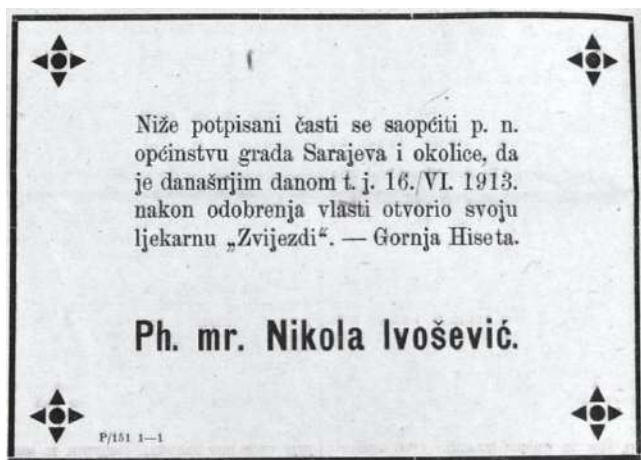 Niže potpisani časti se saopćiti p. n.
općinstvu grada Sarajeva i okolice, da
je današnjim danom t. j. 16./VI. 1913.
nakon odobrenja vlasti otvorio svoju
ljekarnu „Zvijezdi“. — Gornja Hiseta.
Ph. mr. Nikola Ivošević.
P/151 1—1